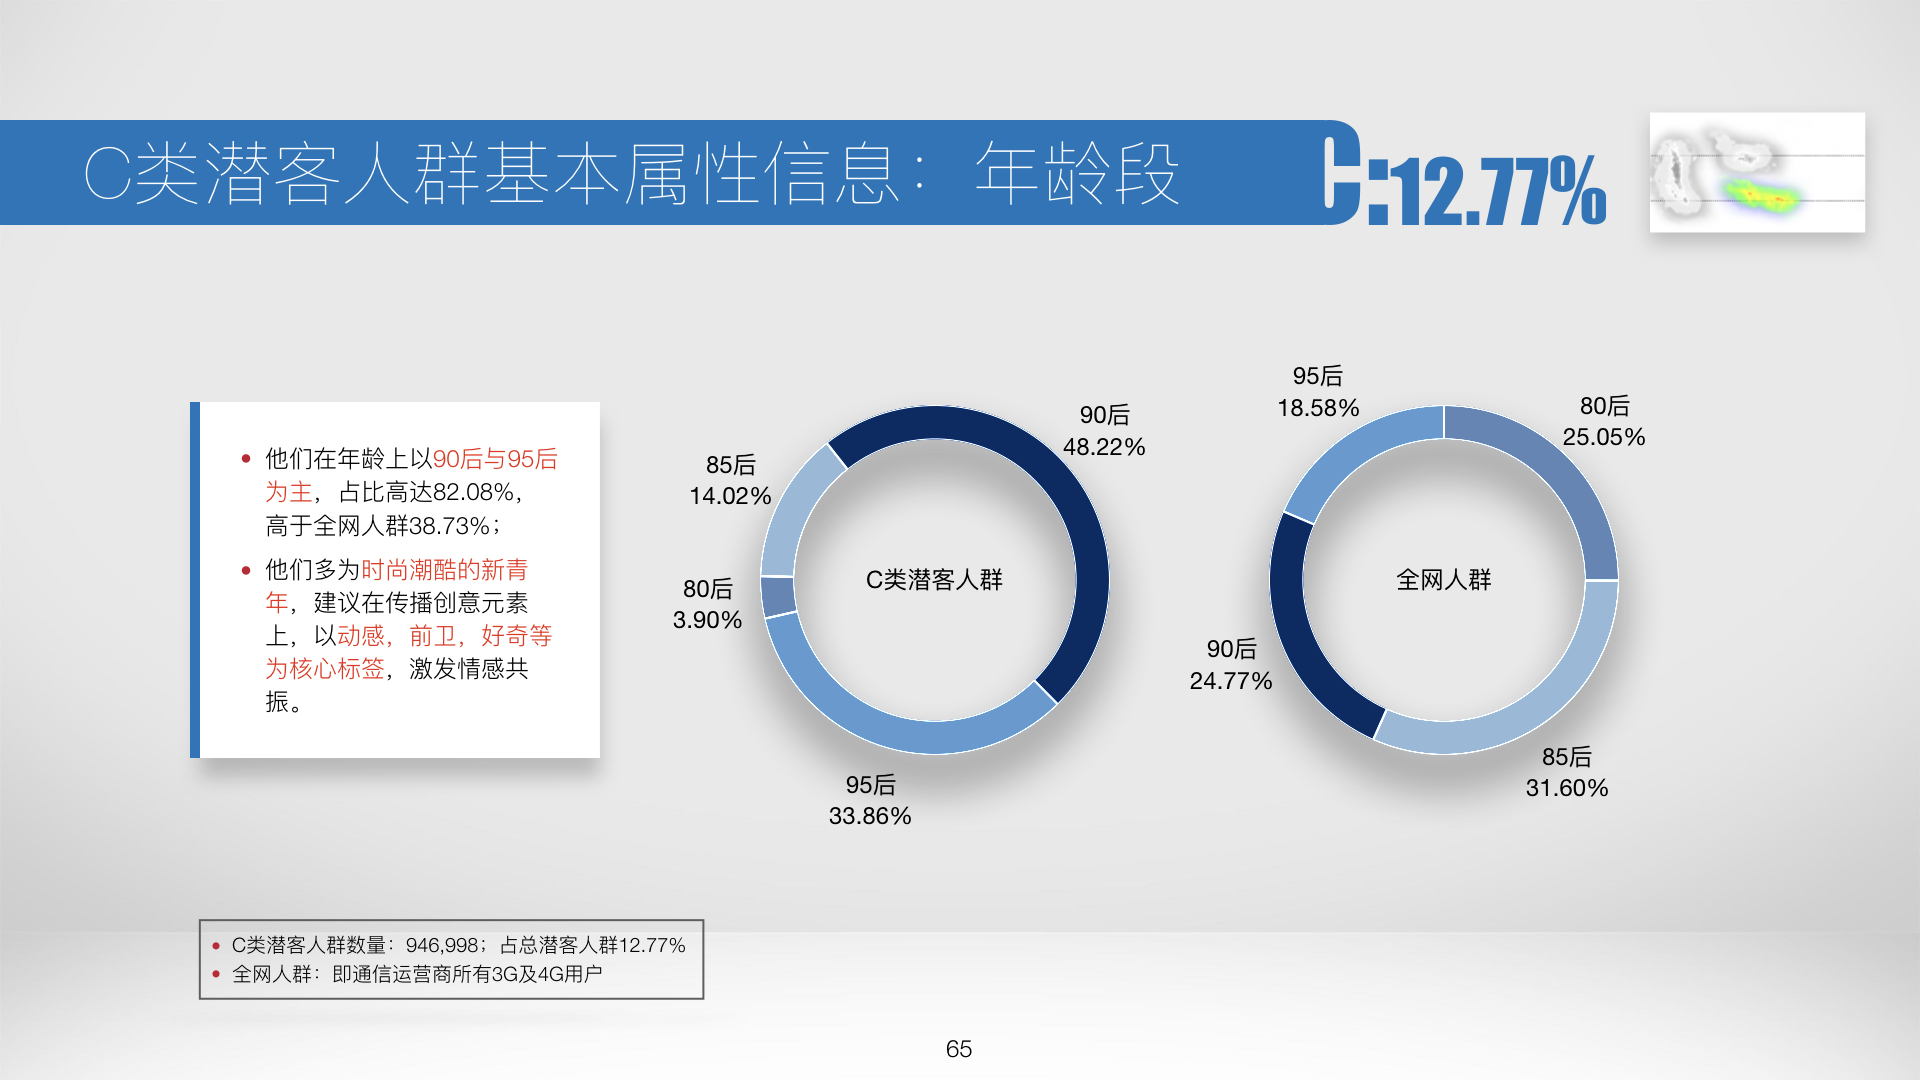 C类潜客人群基本属性信息：年龄段
C:12.77%
他们在年龄上以90后与95后
为主，占比高达82.08%，
高于全网人群38.73%；
他们多为时尚潮酷的新青
年，建议在传播创意元素
上，以动感，前卫，好奇等
为核心标签，激发情感共
振。
90后
48.22%
85后
14.02%
80后
3.90%
95后
33.86%
C类潜客人群
95后
18.58%
80后
25.05%
90后
24.77%
85后
31.60%
全网人群
C类潜客人群数量：946,998；占总潜客人群12.77%
全网人群：即通信运营商所有3G及4G用户
65